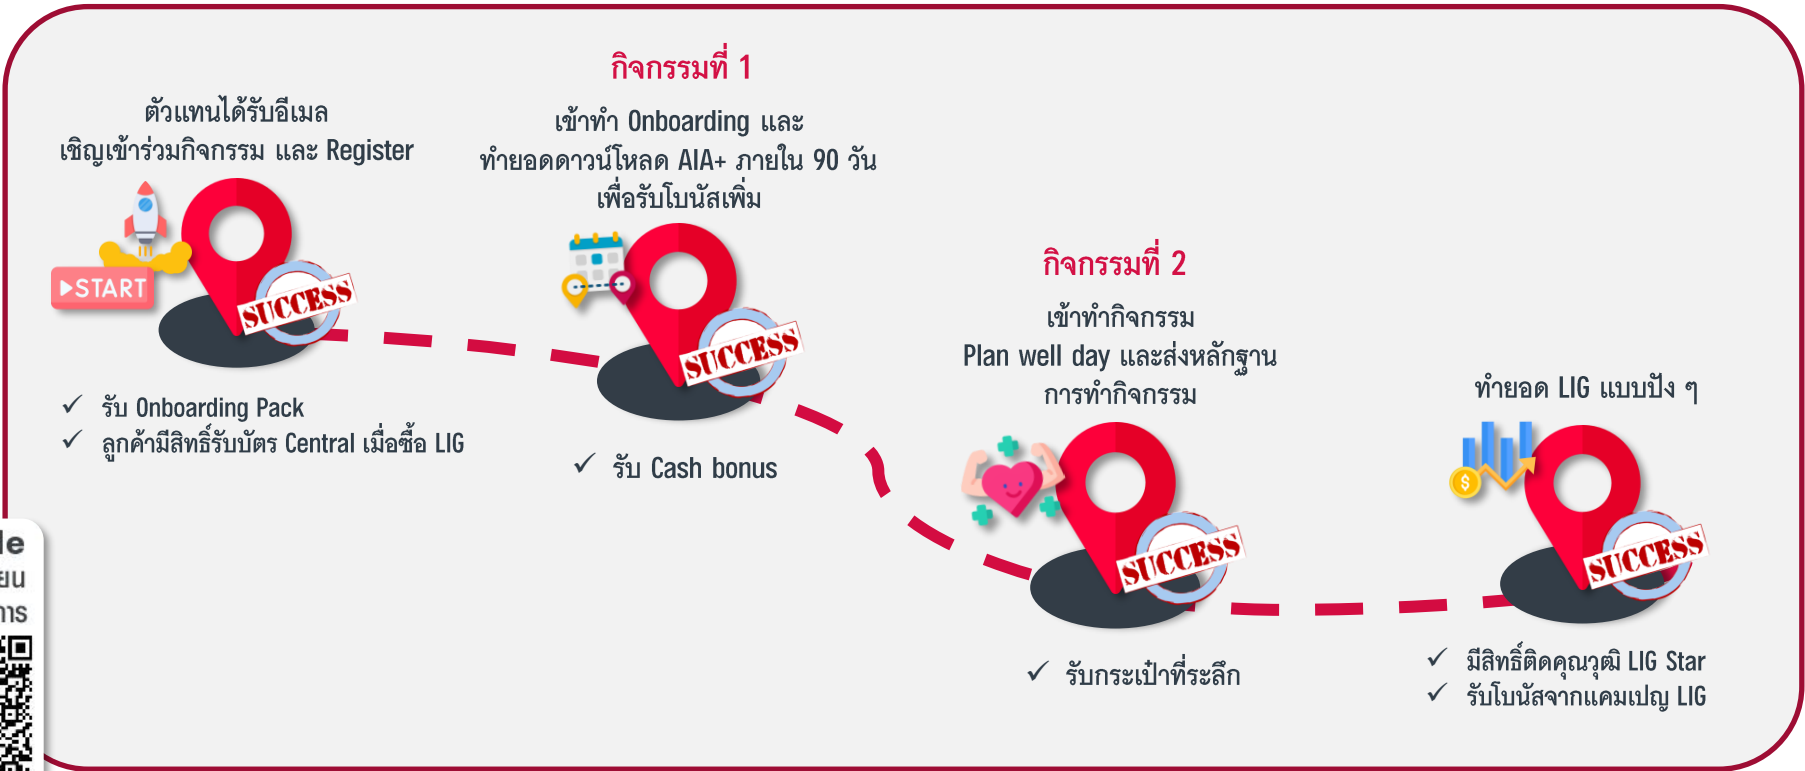 ตัวแทนได้รับอีเมล
เชิญเข้าร่วมกิจกรรม และ Register
START
SUCCESS
✓ รับ Onboarding Pack
✓ ลูกค้ามีสิทธิ์รับบัตร Central เมื่อซื้อ LIG
กิจกรรมที่ 1
เข้าทำ Onboarding และ
ทำยอดดาวน์โหลด AIA+ ภายใน 90 วัน
เพื่อรับโบนัสเพิ่ม
SUCCESS
✓ รับ Cash bonus
กิจกรรมที่ 2
เข้าทำกิจกรรม
Plan well day และส่งหลักฐาน
การทำกิจกรรม
SUCCESS
✓ รับกระเป๋าที่ระลึก
ทำยอด LIG แบบปัง ๆ
$
SUCCESS
✓ มีสิทธิ์ติดคุณวุฒิ LIG Star
✓ รับโบนัสจากแคมเปญ LIG